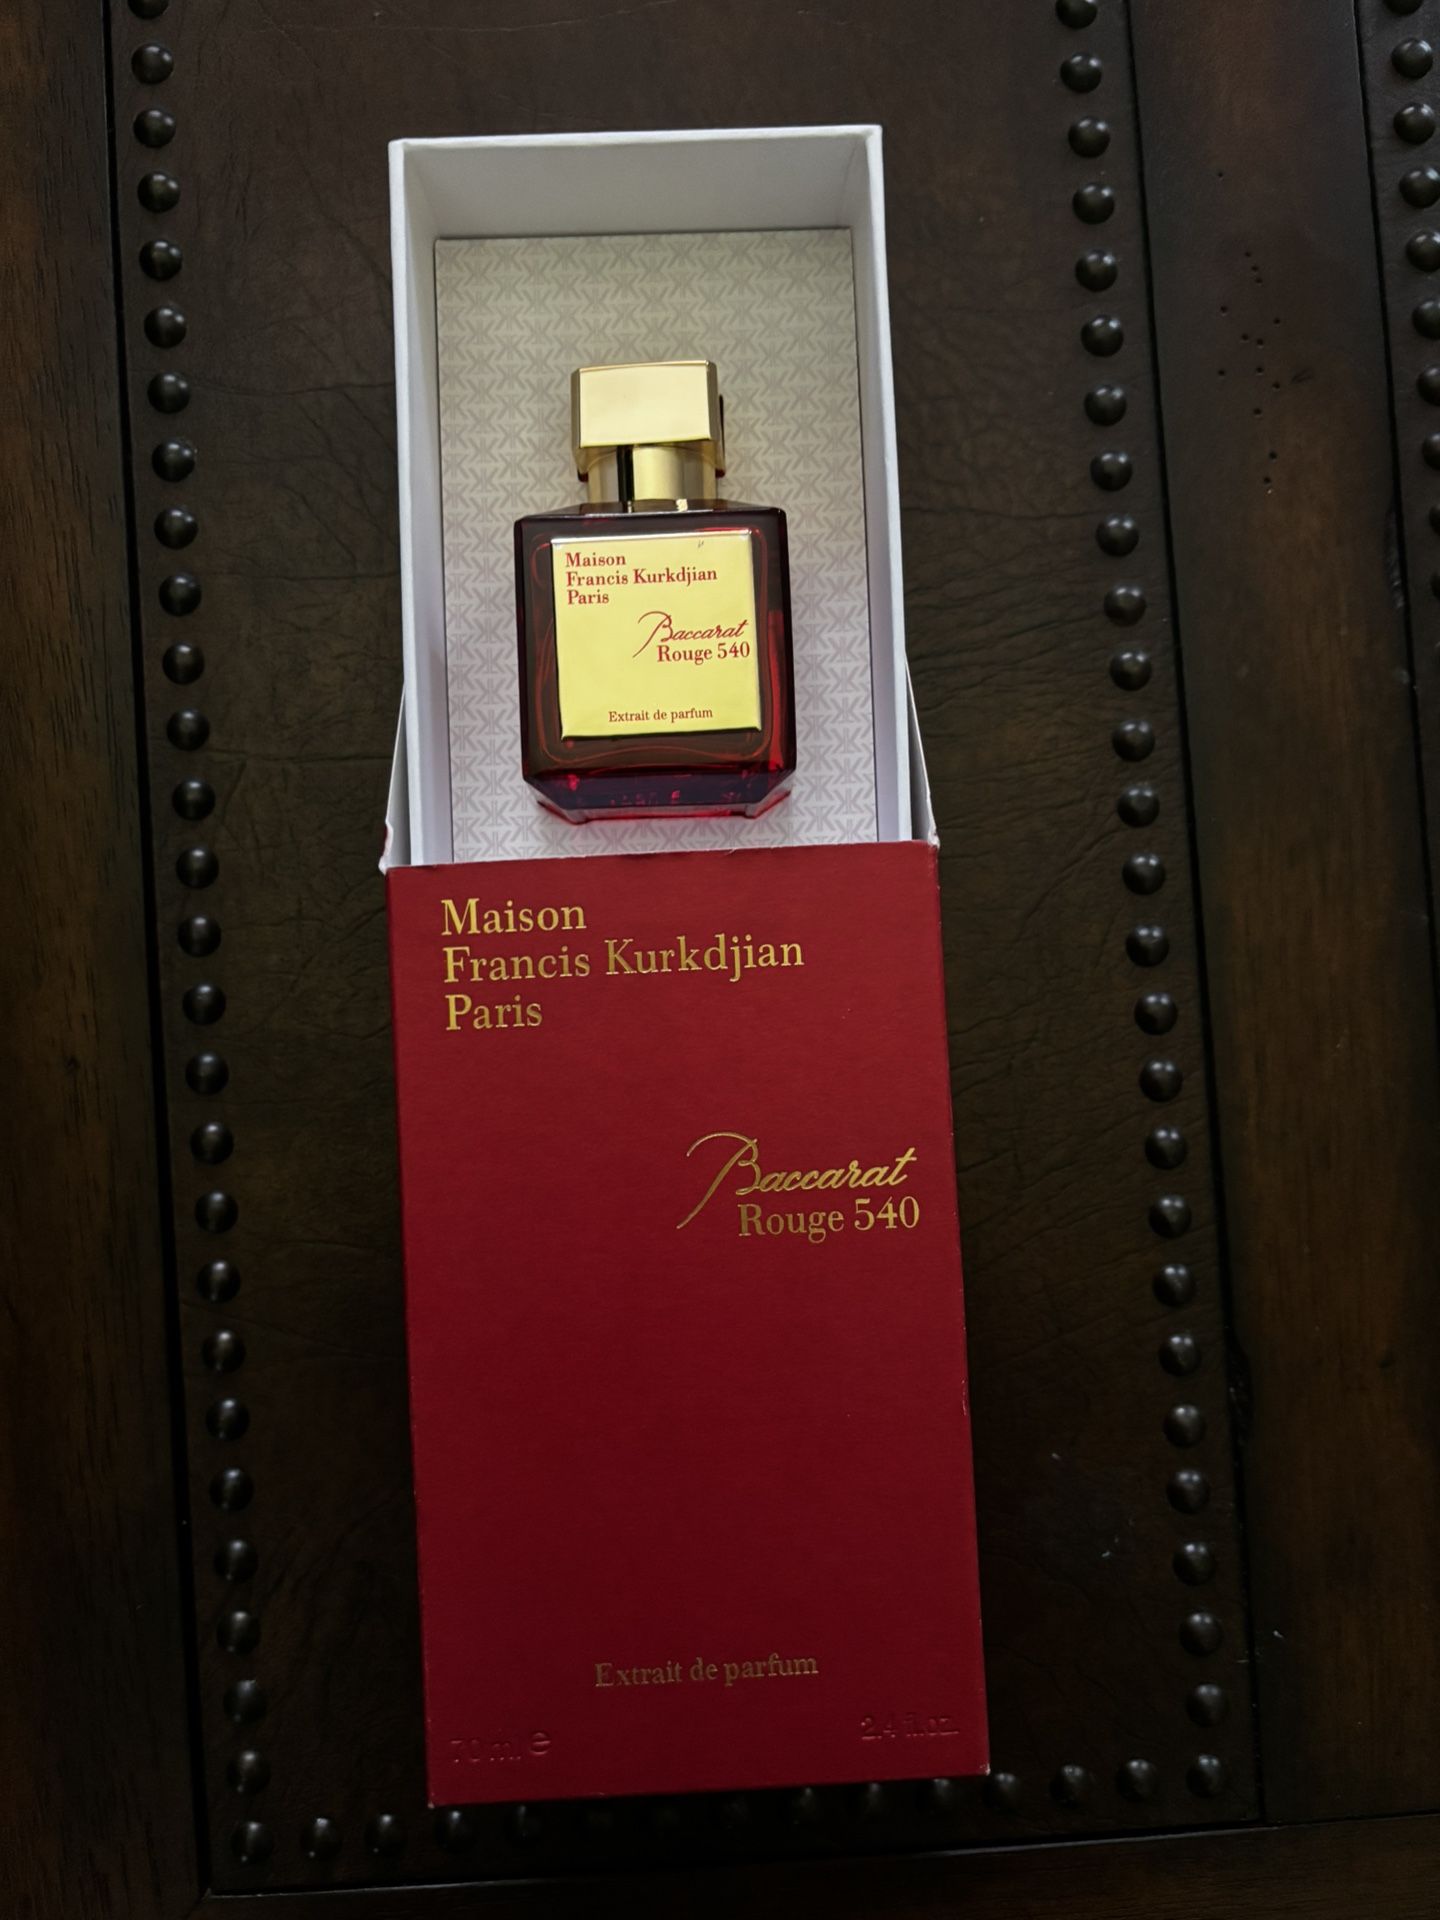 Maison
Francis Kurkdjian
Paris
Baccarat
Rouge 540
Extrait de parfum
Maison
Francis Kurkdjian
Paris
Baccarat
Rouge 540
Extrait de parfum
70 ml ℮ 2.4 fl.oz.